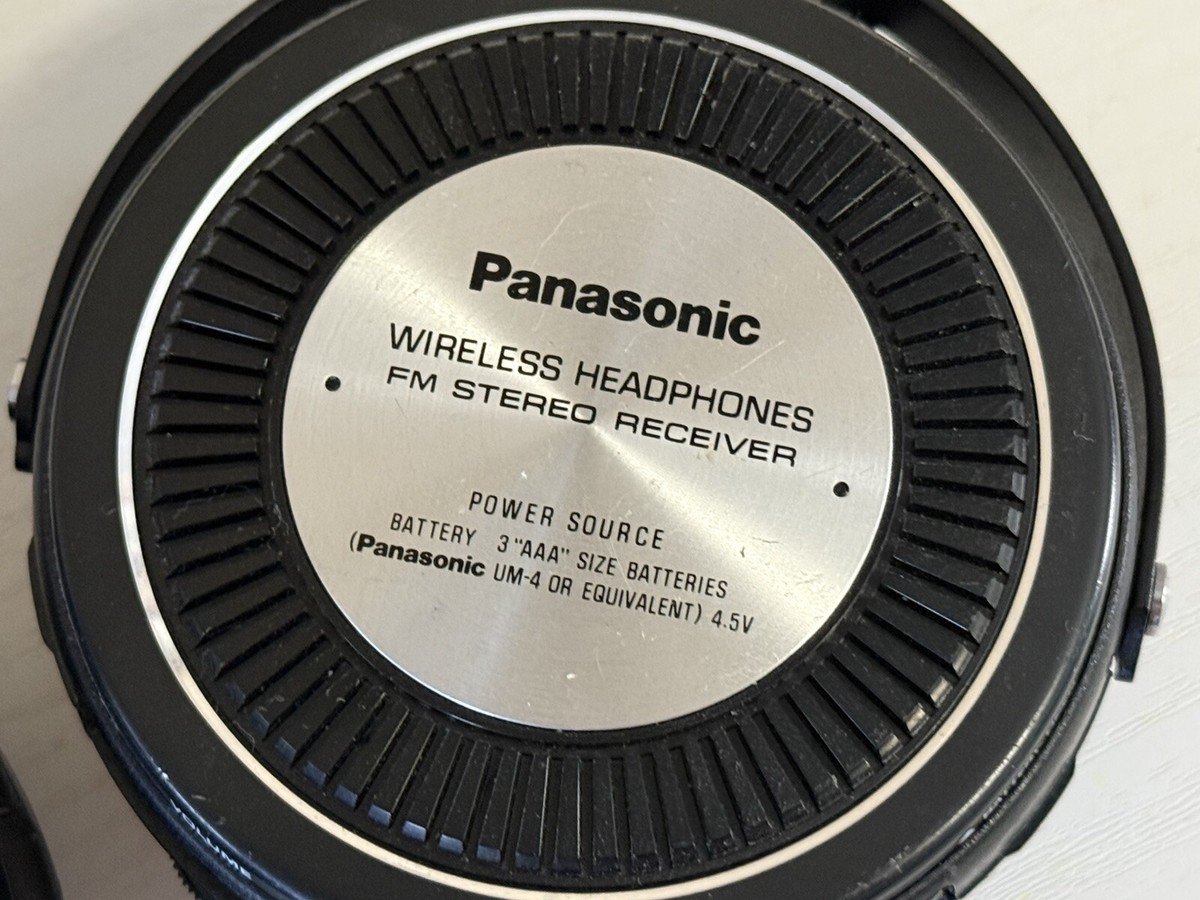 Panasonic
WIRELESS HEADPHONES
FM STEREO RECEIVER
POWER SOURCE
BATTERY 3 "AAA" SIZE BATTERIES
(Panasonic UM-4 OR EQUIVALENT) 4.5V
VOLUME